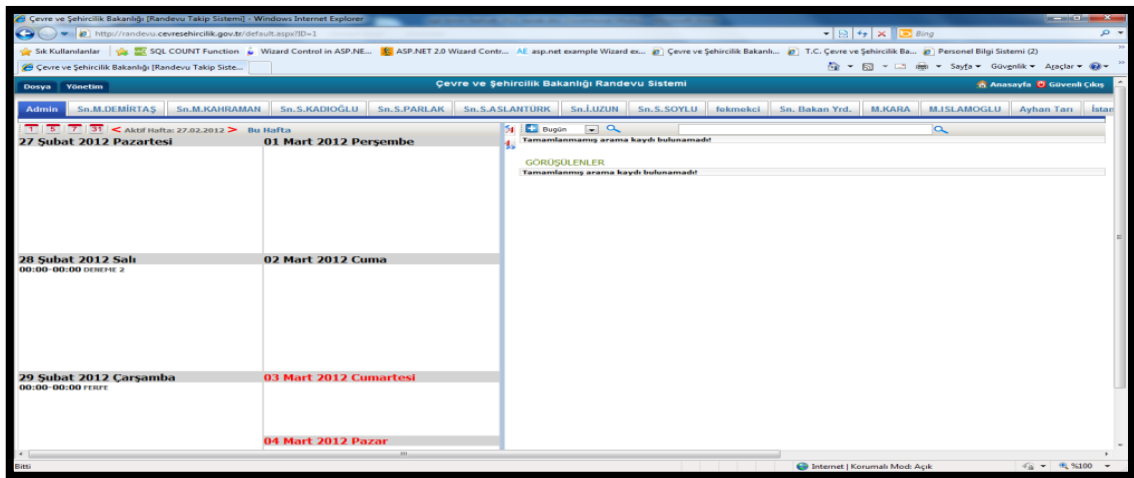 Çevre ve Şehircilik Bakanlığı [Randevu Takip Sistemi] - Windows Internet Explorer
http://randevu.cevresehircilik.gov.tr/default.aspx?ID=1
Bing
Sık Kullanılanlar SQL COUNT Function Wizard Control in ASP.NE... ASP.NET 2.0 Wizard Contr... AE asp.net example Wizard ex... Çevre ve Şehircilik Bakanlı... T.C. Çevre ve Şehircilik Ba... Personel Bilgi Sistemi (2)
Çevre ve Şehircilik Bakanlığı [Randevu Takip Siste... Sayfa Güvenlik Araçlar
Dosya Yönetim Çevre ve Şehircilik Bakanlığı Randevu Sistemi Anasayfa Güvenli Çıkış
Admin Sn.M.DEMİRTAŞ Sn.M.KAHRAMAN Sn.S.KADIOĞLU Sn.S.PARLAK Sn.S.ASLANTÜRK Sn.İ.UZUN Sn.S.SOYLU fekmekci Sn. Bakan Yrd. M.KARA M.ISLAMOGLU Ayhan Tarı İstan
1 5 7 31 < Aktif Hafta: 27.02.2012 > Bu Hafta Bugün
27 Şubat 2012 Pazartesi 01 Mart 2012 Perşembe Tamamlanmamış arama kaydı bulunamadı!
GÖRÜŞÜLENLER
Tamamlanmış arama kaydı bulunamadı!
28 Şubat 2012 Salı 02 Mart 2012 Cuma
00:00-00:00 DENEME 2
29 Şubat 2012 Çarşamba 03 Mart 2012 Cumartesi
00:00-00:00 FERFE
04 Mart 2012 Pazar
Bitti Internet | Korumalı Mod: Açık %100